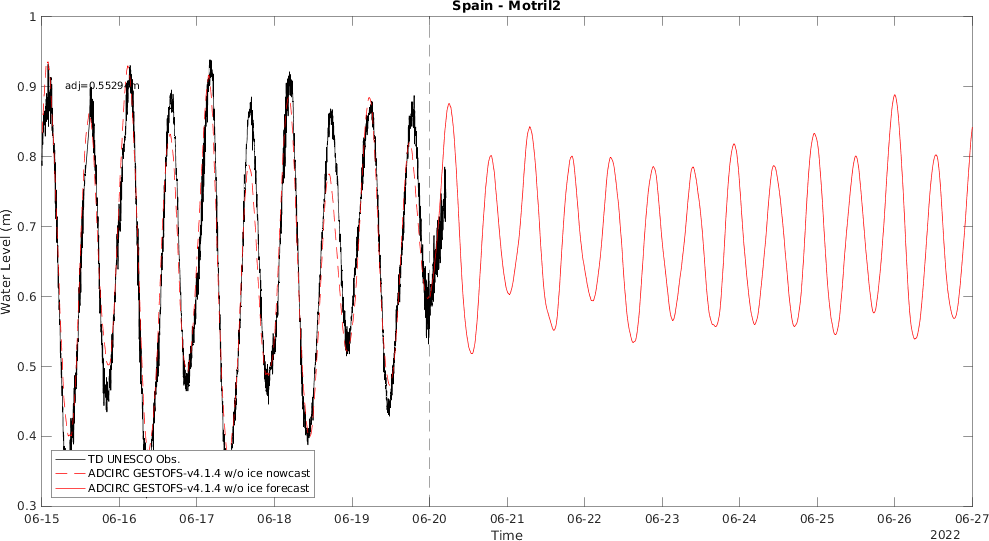 Spain - Motril2
Water Level (m)
1
0.9
0.8
0.7
0.6
0.5
0.4
0.3
adj=0.5529 m
TD UNESCO Obs.
ADCIRC GESTOFS-v4.1.4 w/o ice nowcast
ADCIRC GESTOFS-v4.1.4 w/o ice forecast
06-15 06-16 06-17 06-18 06-19 06-20 06-21 06-22 06-23 06-24 06-25 06-26 06-27
Time
2022